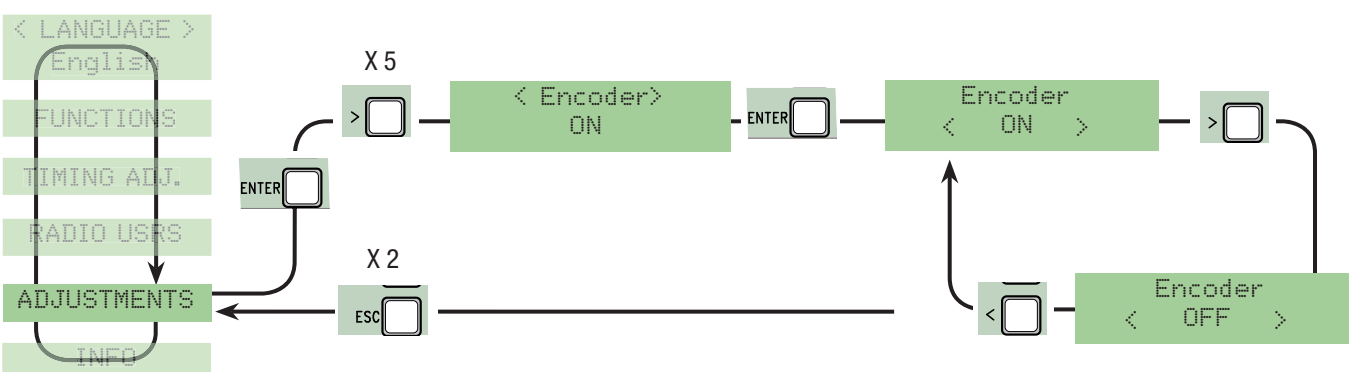 < LANGUAGE >
English
FUNCTIONS
TIMING ADJ.
RADIO USRS
ADJUSTMENTS
INFO
ENTER
X 5
>
< Encoder>
ON
ENTER
Encoder
< ON >
>
Encoder
< OFF >
<
X 2
ESC